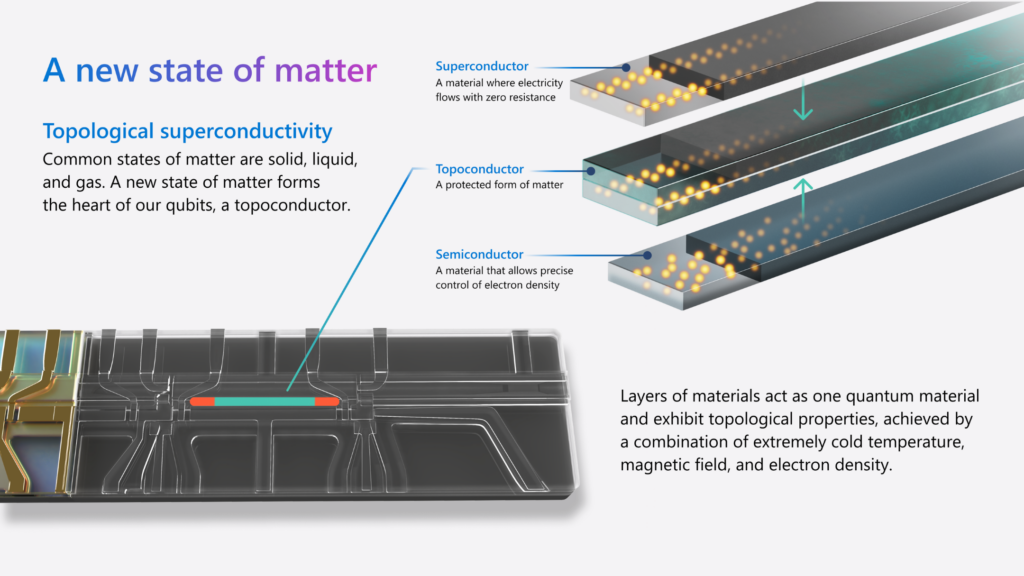 A new state of matter
Topological superconductivity
Common states of matter are solid, liquid,
and gas. A new state of matter forms
the heart of our qubits, a topoconductor.
Superconductor
A material where electricity
flows with zero resistance
Topoconductor
A protected form of matter
Semiconductor
A material that allows precise
control of electron density
Layers of materials act as one quantum material
and exhibit topological properties, achieved by
a combination of extremely cold temperature,
magnetic field, and electron density.